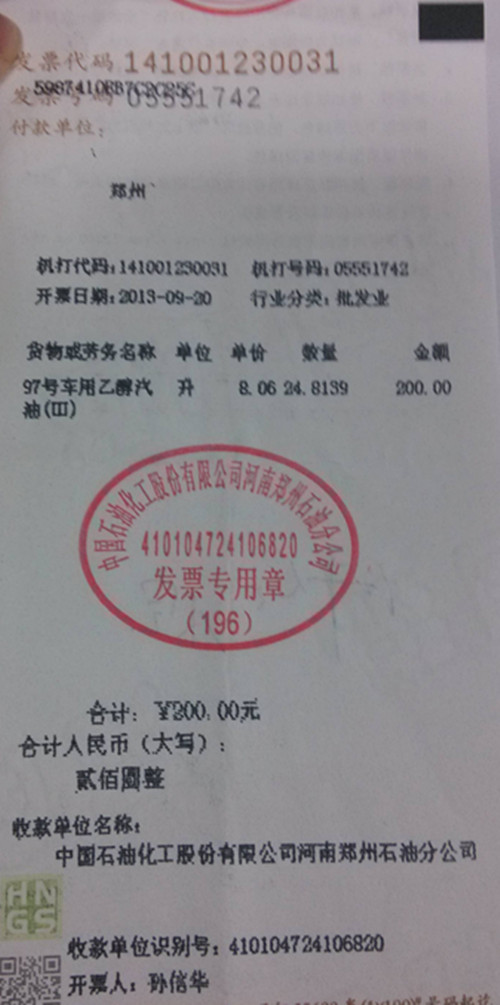 发票代码 141001230031
发票号码 05551742
付款单位:
郑州
机打代码:141001230031 机打号码:05551742
开票日期:2013-09-20 行业分类:批发业
货物或劳务名称 单位 单价 数量 金额
97号车用乙醇汽 升 8.06 24.8139 200.00
油(III)
中国石油化工股份有限公司河南郑州石油分公司
410104724106820
发票专用章
(196)
合计: ¥200.00元
合计人民币(大写):
贰佰圆整
收款单位名称:
中国石油化工股份有限公司河南郑州石油分公司
HN
GS
收款单位识别号:410104724106820
开票人:孙信华